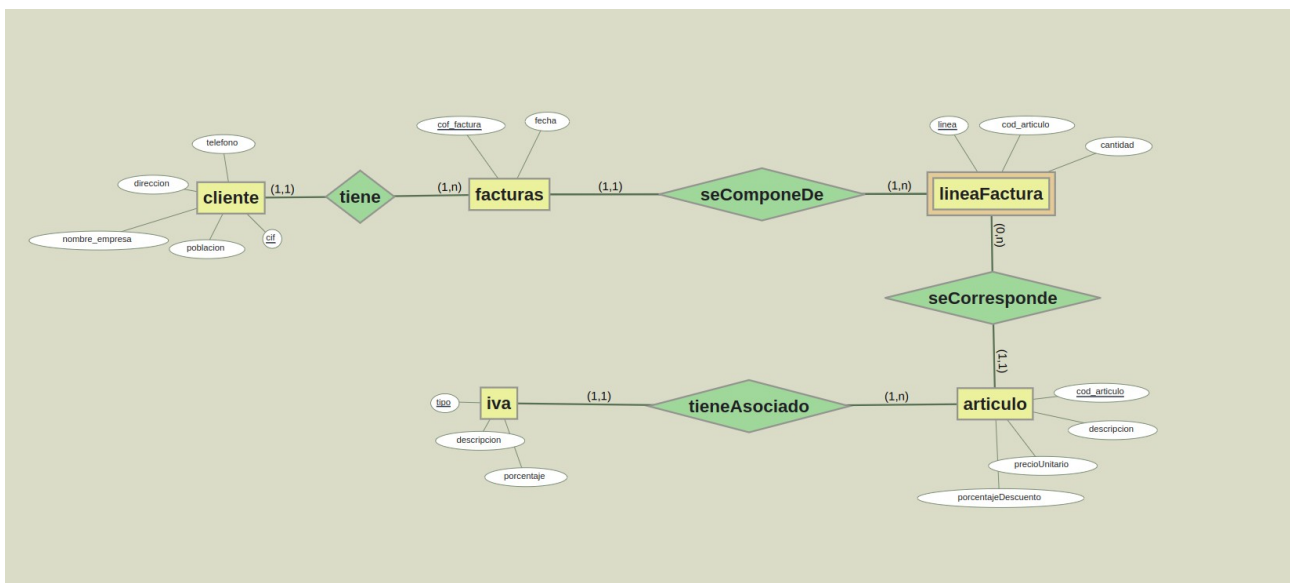 telefono
direccion
cliente
nombre_empresa
poblacion
cif
(1,1)
tiene
(1,n)
cof_factura
fecha
facturas
(1,1)
seComponeDe
(1,n)
linea
cod_articulo
cantidad
lineaFactura
(0,n)
seCorresponde
(1,1)
tipo
iva
descripcion
porcentaje
(1,1)
tieneAsociado
(1,n)
articulo
cod_articulo
descripcion
precioUnitario
porcentajeDescuento